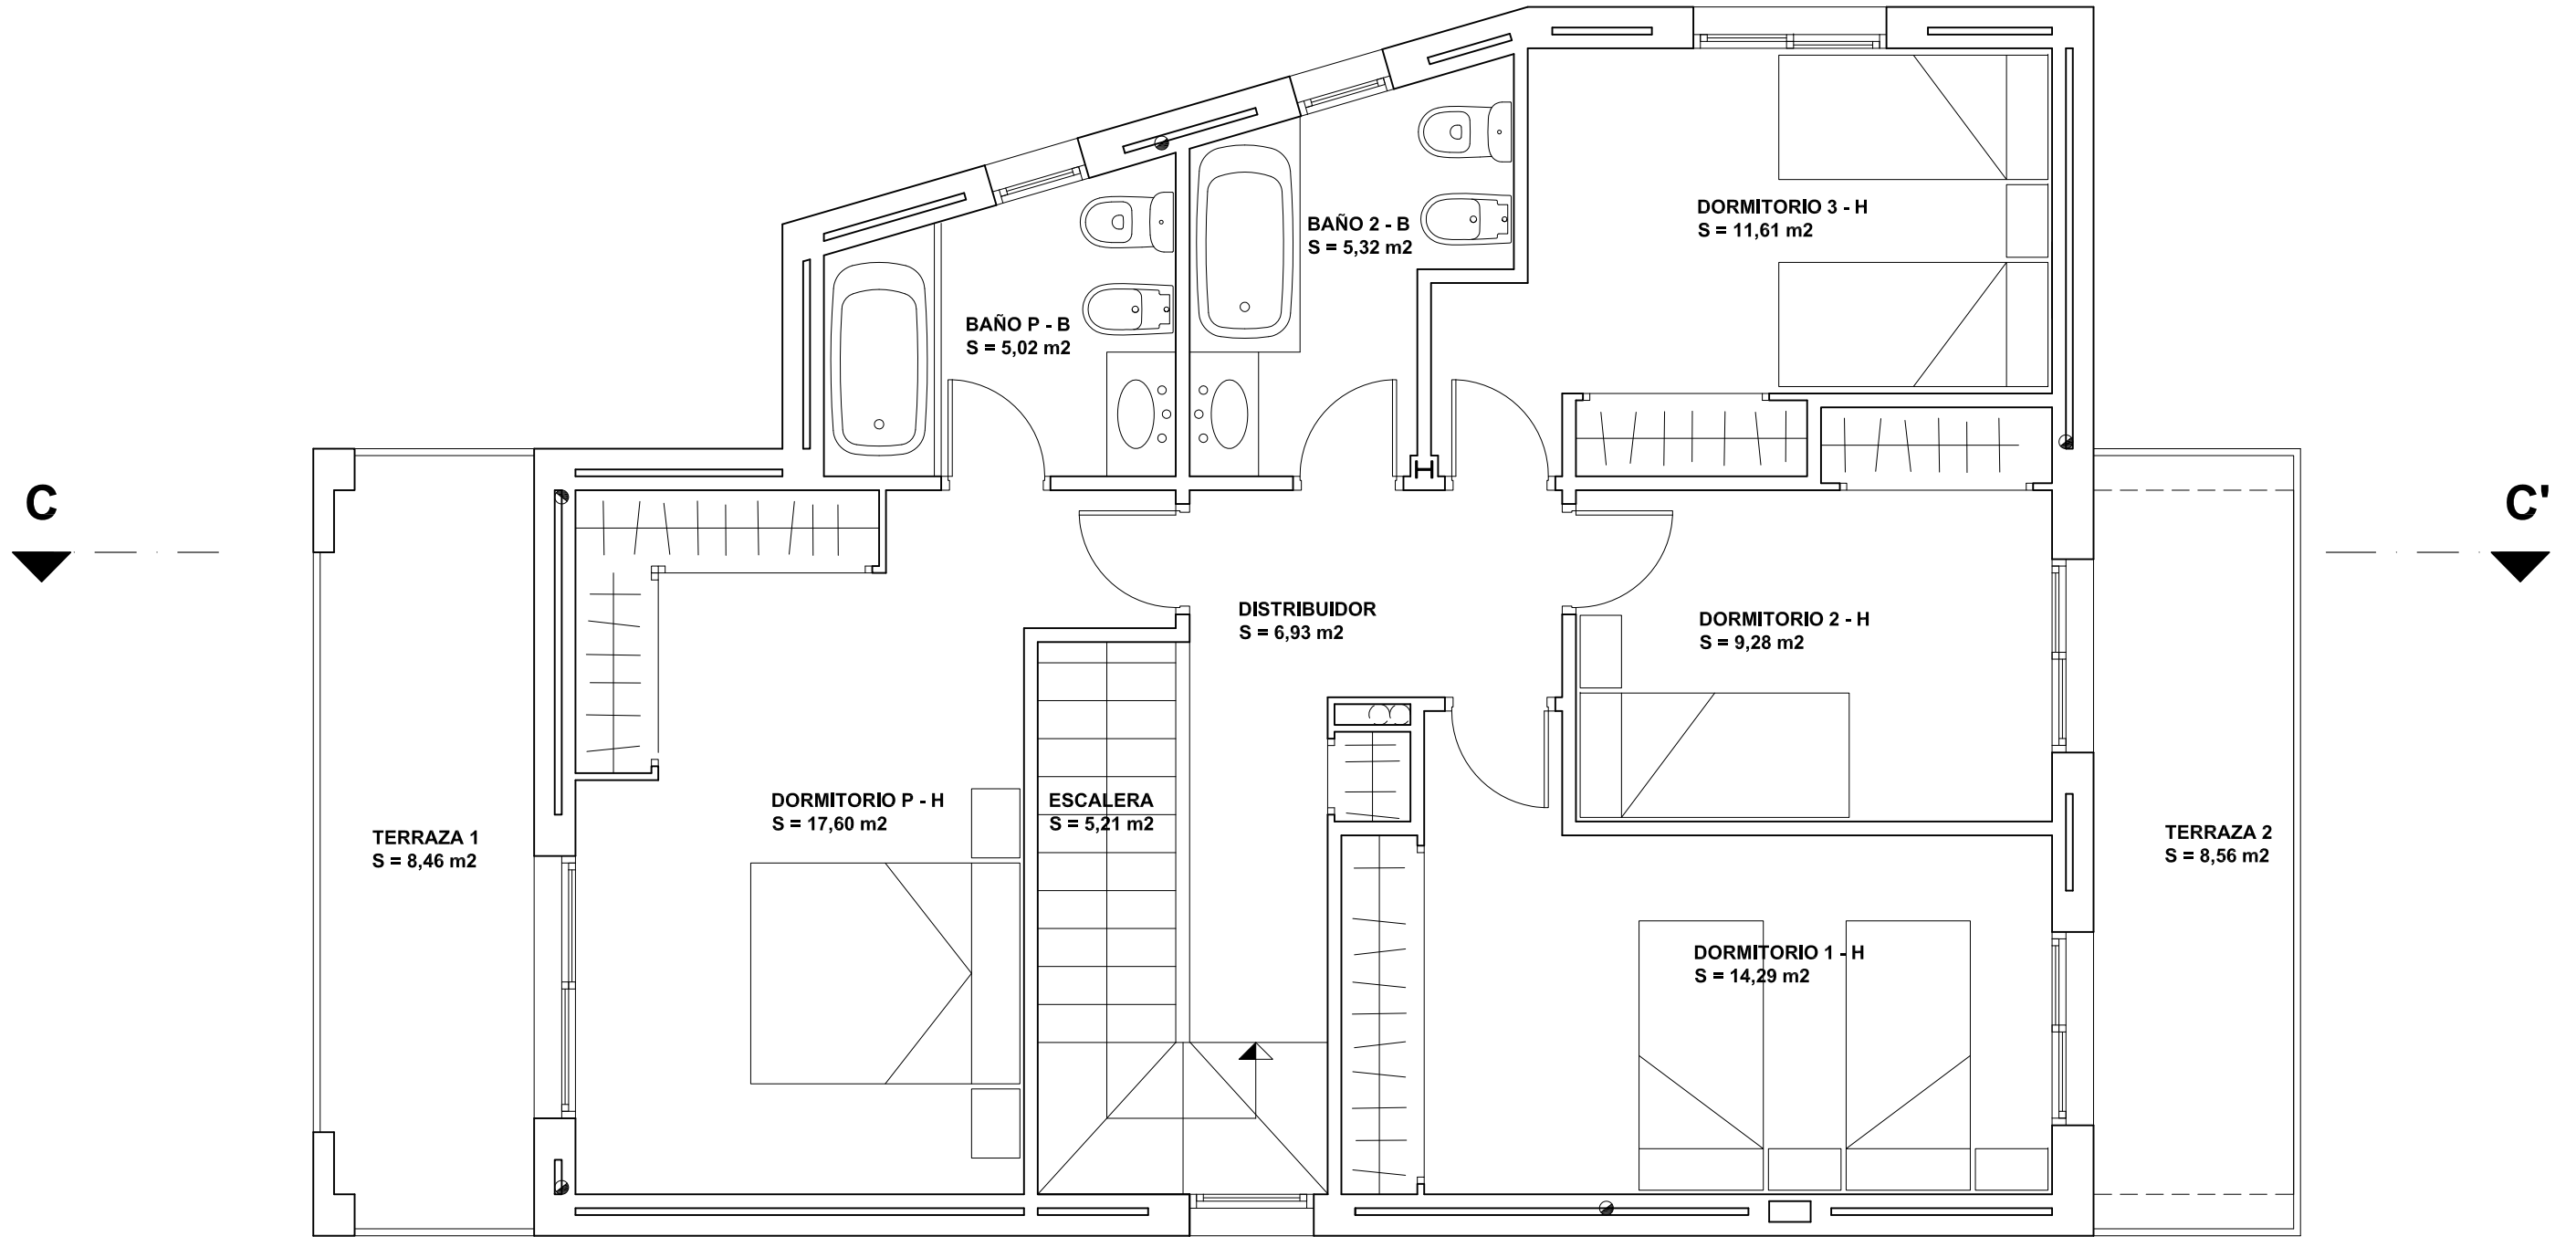 DORMITORIO 3 - H
S = 11,61 m2
BAÑO 2 - B
S = 5,32 m2
BAÑO P - B
S = 5,02 m2
C
C'
H
DISTRIBUIDOR
S = 6,93 m2
DORMITORIO 2 - H
S = 9,28 m2
DORMITORIO P - H
S = 17,60 m2
ESCALERA
S = 5,21 m2
TERRAZA 1
S = 8,46 m2
TERRAZA 2
S = 8,56 m2
DORMITORIO 1 - H
S = 14,29 m2